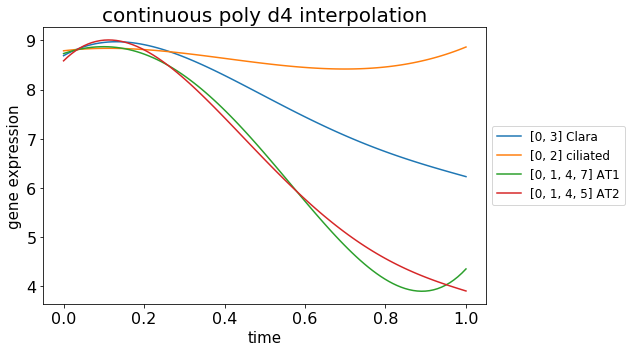 continuous poly d4 interpolation
gene expression
9
8
7
6
5
4
0.0 0.2 0.4 0.6 0.8 1.0
time
[0, 3] Clara
[0, 2] ciliated
[0, 1, 4, 7] AT1
[0, 1, 4, 5] AT2